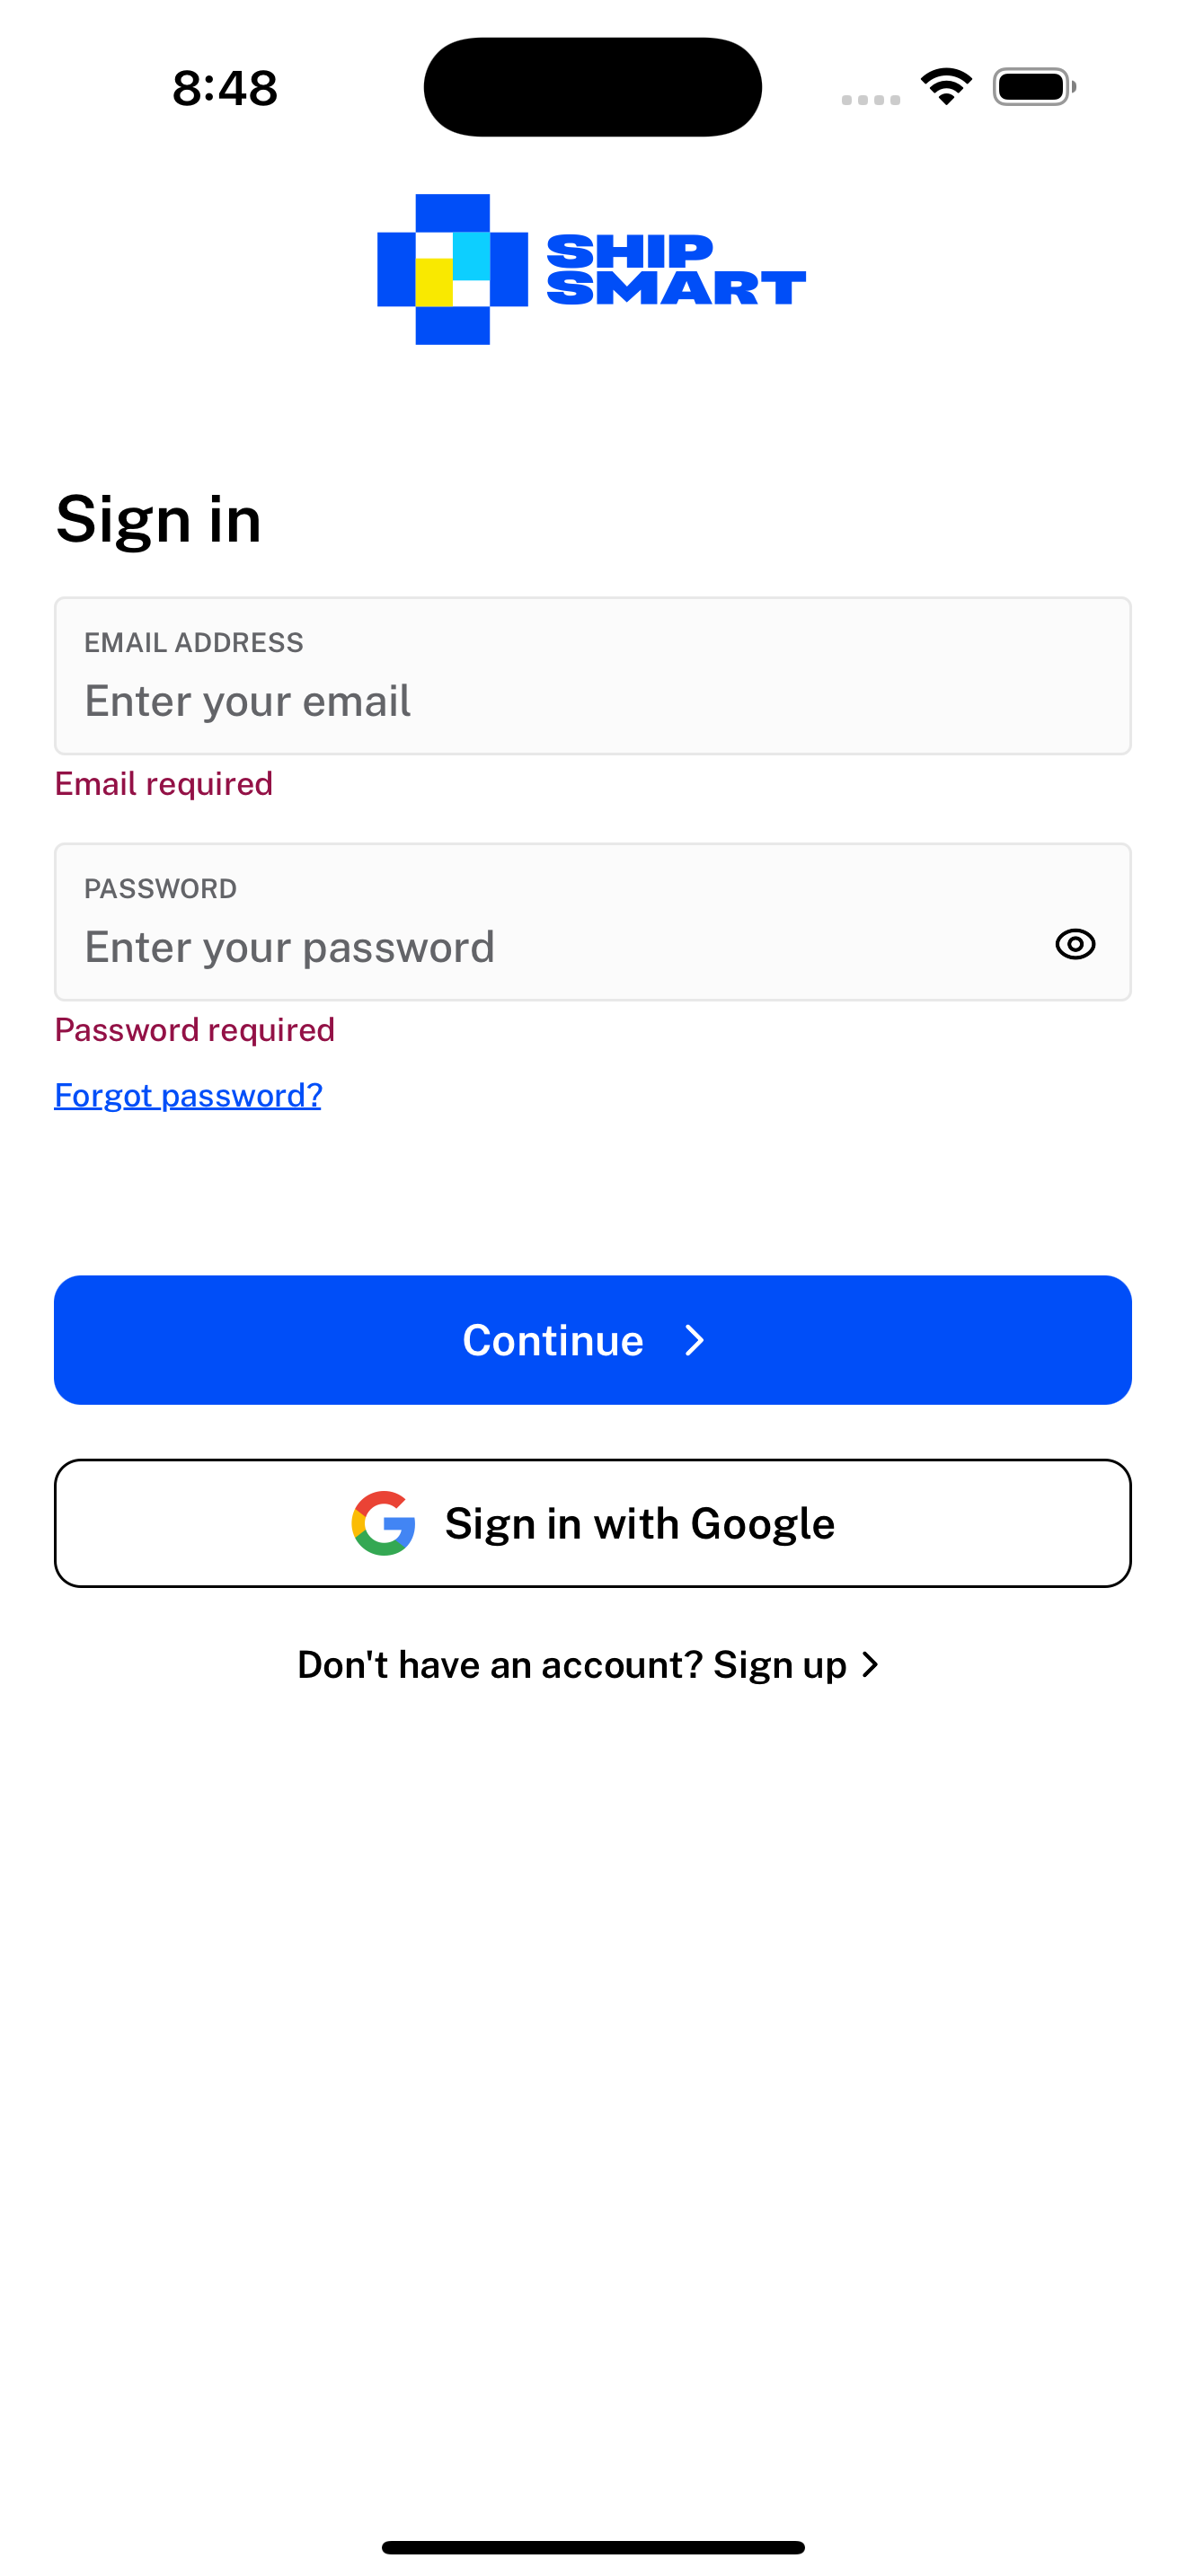 8:48
SHIP
SMART
Sign in
EMAIL ADDRESS
Enter your email
Email required
PASSWORD
Enter your password
Password required
Forgot password?
Continue
Sign in with Google
Don't have an account? Sign up